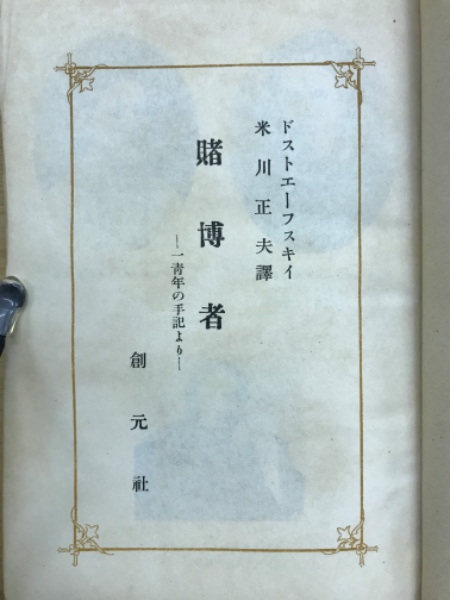 ドストエーフスキイ
米川正夫譯
賭博者
―一青年の手記より―
創元社